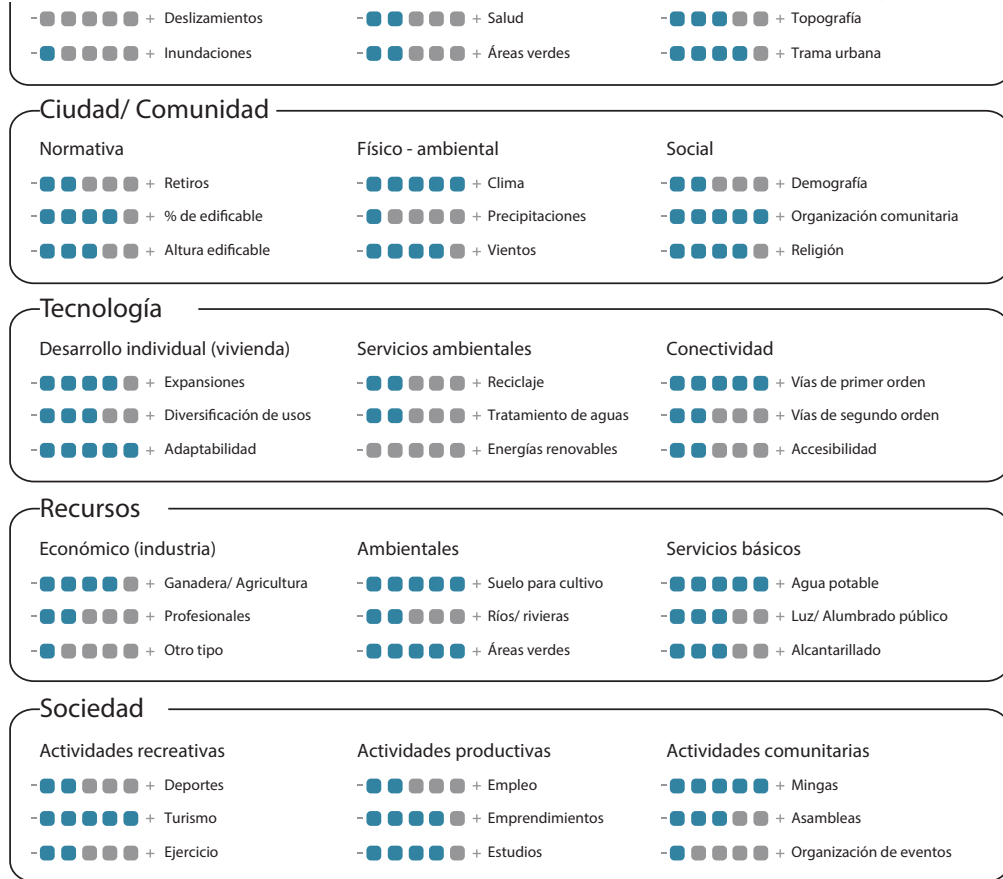 - + Deslizamientos - + Salud - + Topografía
- + Inundaciones - + Áreas verdes - + Trama urbana
Ciudad/ Comunidad
Normativa Físico - ambiental Social
- + Retiros - + Clima - + Demografía
- + % de edificable - + Precipitaciones - + Organización comunitaria
- + Altura edificable - + Vientos - + Religión
Tecnología
Desarrollo individual (vivienda) Servicios ambientales Conectividad
- + Expansiones - + Reciclaje - + Vías de primer orden
- + Diversificación de usos - + Tratamiento de aguas - + Vías de segundo orden
- + Adaptabilidad - + Energías renovables - + Accesibilidad
Recursos
Económico (industria) Ambientales Servicios básicos
- + Ganadera/ Agricultura - + Suelo para cultivo - + Agua potable
- + Profesionales - + Ríos/ rivieras - + Luz/ Alumbrado público
- + Otro tipo - + Áreas verdes - + Alcantarillado
Sociedad
Actividades recreativas Actividades productivas Actividades comunitarias
- + Deportes - + Empleo - + Mingas
- + Turismo - + Emprendimientos - + Asambleas
- + Ejercicio - + Estudios - + Organización de eventos